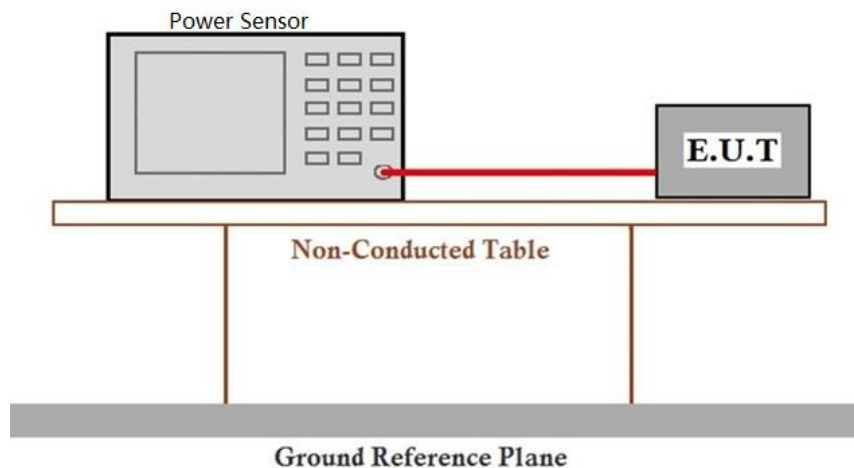 Power Sensor
E.U.T
Non-Conducted Table
Ground Reference Plane